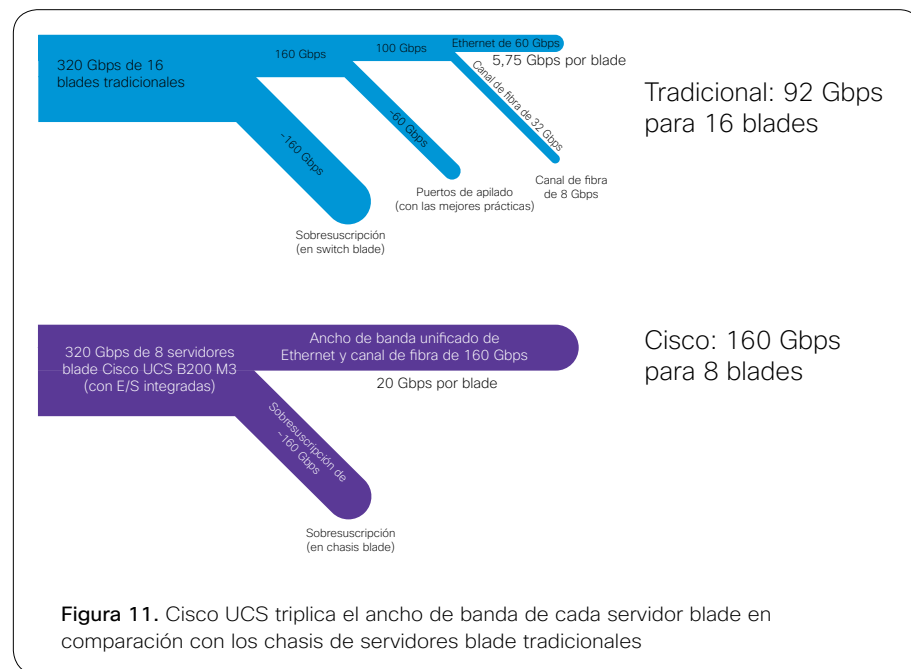 320 Gbps de 16
blades tradicionales
160 Gbps
100 Gbps
Ethernet de 60 Gbps
5,75 Gbps por blade
-160 Gbps
-60 Gbps
Canal de fibra de 32 Gbps
Sobresuscripción
(en switch blade)
Puertos de apilado
(con las mejores prácticas)
Canal de fibra
de 8 Gbps
Tradicional: 92 Gbps
para 16 blades
320 Gbps de 8 servidores
blade Cisco UCS B200 M3
(con E/S integradas)
Ancho de banda unificado de
Ethernet y canal de fibra de 160 Gbps
20 Gbps por blade
Sobresuscripción de
-160 Gbps
Sobresuscripción
(en chasis blade)
Cisco: 160 Gbps
para 8 blades
Figura 11. Cisco UCS triplica el ancho de banda de cada servidor blade en
comparación con los chasis de servidores blade tradicionales